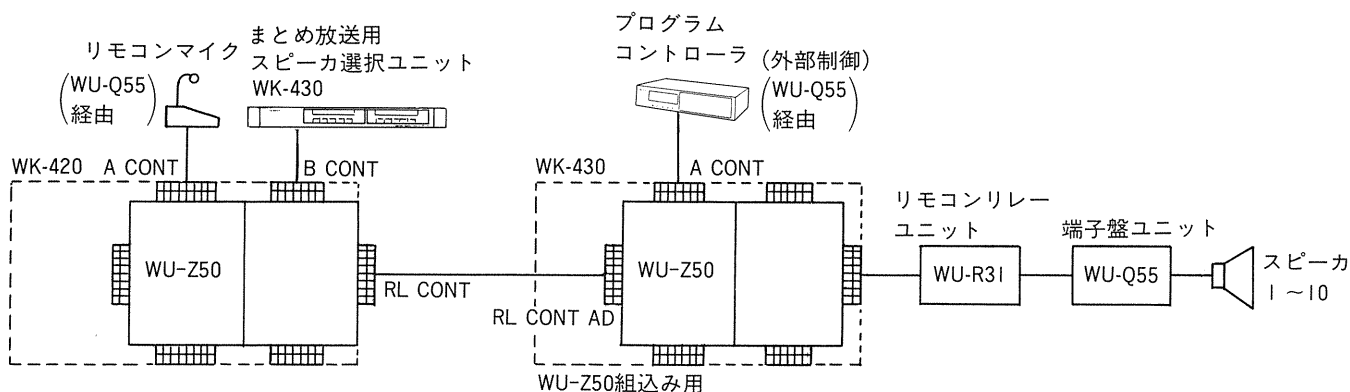 リモコンマイク
(WU-Q55
経由)
まとめ放送用
スピーカ選択ユニット
WK-430
プログラム
コントローラ
(外部制御)
(WU-Q55
経由)
WK-420
A CONT
B CONT
WK-430
A CONT
リモコンリレー
ユニット
端子盤ユニット
WU-Z50
WU-Z50
WU-R31
WU-Q55
スピーカ
1～10
RL CONT
RL CONT AD
WU-Z50組込み用